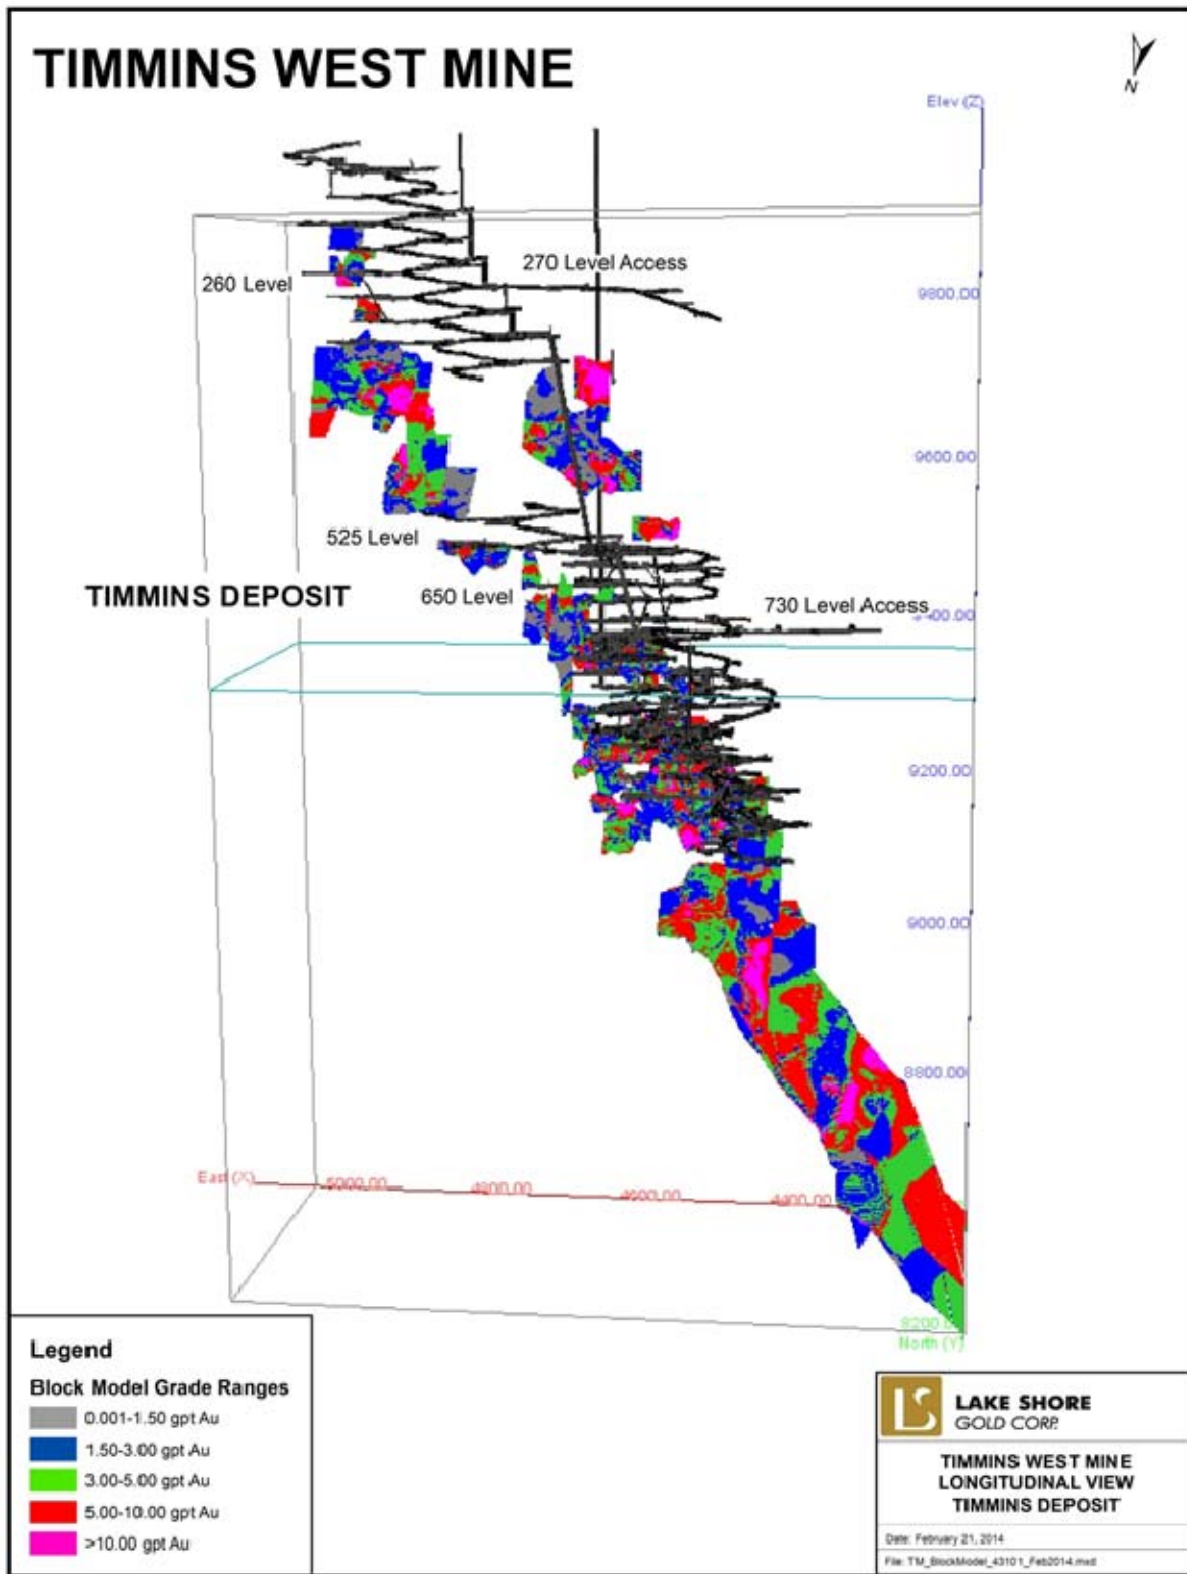 TIMMINS WEST MINE
N
Elev (Z)
270 Level Access
260 Level
9800.00
9600.00
525 Level
TIMMINS DEPOSIT
650 Level
730 Level Access
9200.00
9000.00
8800.00
East (X)
5000.00
4800.00
4600.00
4400.00
North (Y)
Legend
Block Model Grade Ranges
0.001-1.50 gpt Au
1.50-3.00 gpt Au
3.00-5.00 gpt Au
5.00-10.00 gpt Au
>10.00 gpt Au
LS
LAKE SHORE
GOLD CORP.
TIMMINS WEST MINE
LONGITUDINAL VIEW
TIMMINS DEPOSIT
Date: February 21, 2014
File: TM_BlockModel_43101_Feb2014.mxd